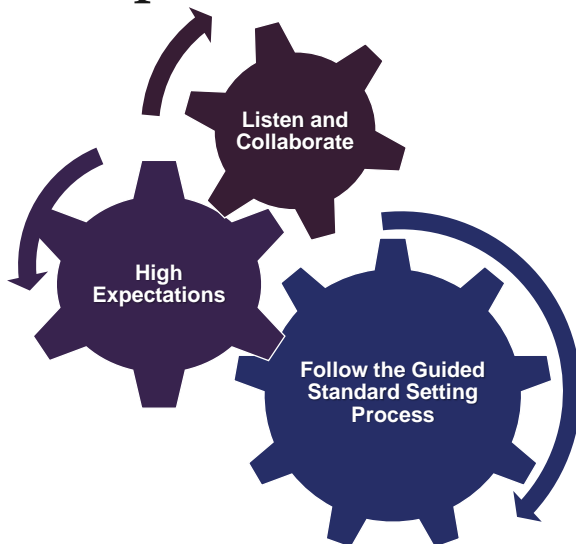 Listen and
Collaborate
High
Expectations
Follow the Guided
Standard Setting
Process